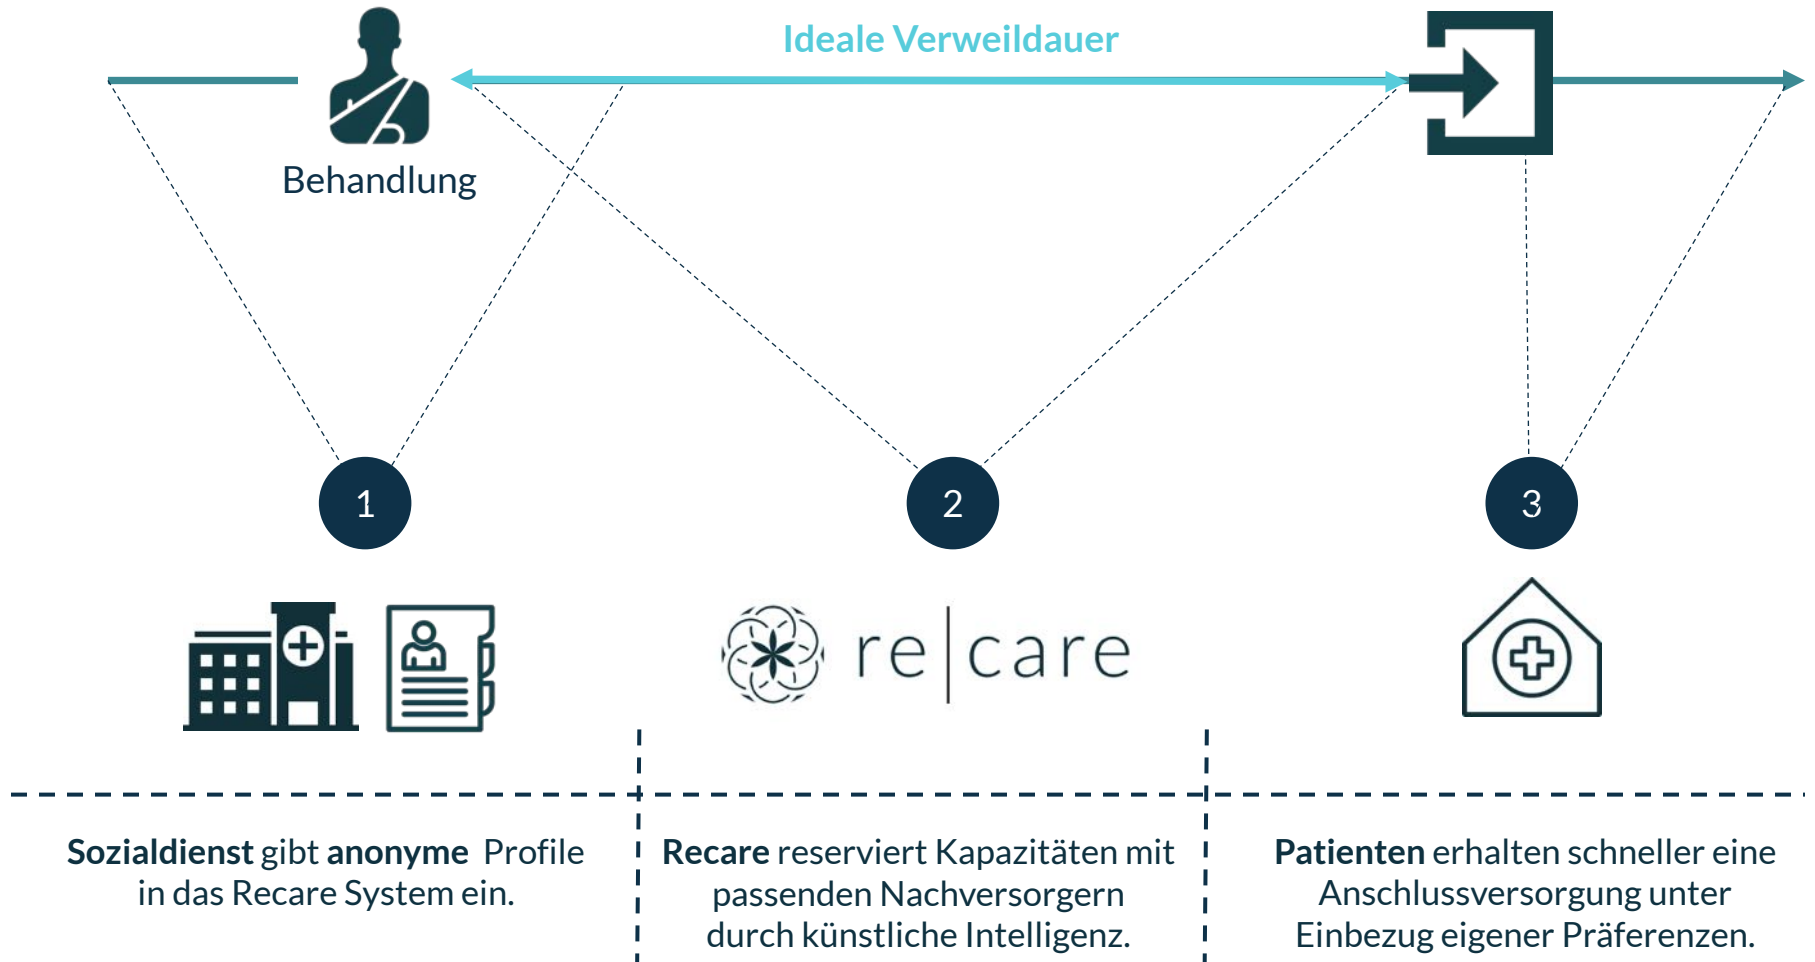 Ideale Verweildauer
Behandlung
1
2
3
re|care
Sozialdienst gibt anonyme Profile
in das Recare System ein.
Recare reserviert Kapazitäten mit
passenden Nachversorgern
durch künstliche Intelligenz.
Patienten erhalten schneller eine
Anschlussversorgung unter
Einbezug eigener Präferenzen.